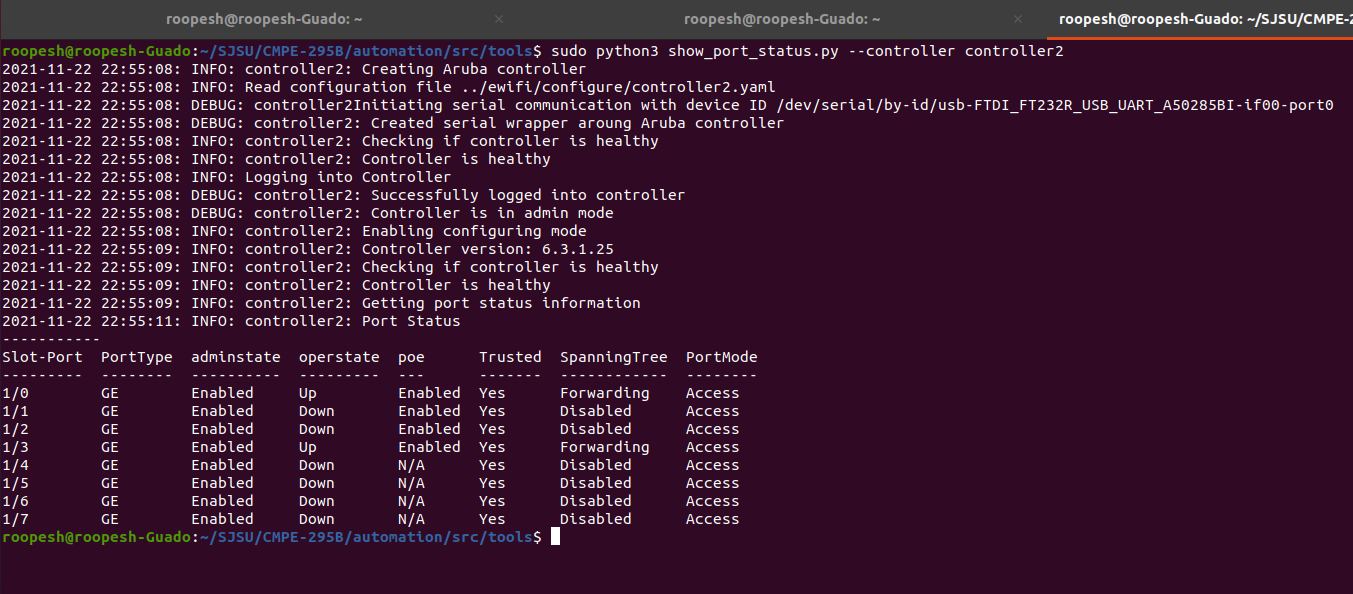 roopesh@roopesh-Guado: ~ × roopesh@roopesh-Guado: ~ × roopesh@roopesh-Guado: ~/SJSU/CMPE-2
roopesh@roopesh-Guado:~/SJSU/CMPE-295B/automation/src/tools$ sudo python3 show_port_status.py --controller controller2
2021-11-22 22:55:08: INFO: controller2: Creating Aruba controller
2021-11-22 22:55:08: INFO: Read configuration file ../ewifi/configure/controller2.yaml
2021-11-22 22:55:08: DEBUG: controller2Initiating serial communication with device ID /dev/serial/by-id/usb-FTDI_FT232R_USB_UART_A50285BI-if00-port0
2021-11-22 22:55:08: DEBUG: controller2: Created serial wrapper aroung Aruba controller
2021-11-22 22:55:08: INFO: controller2: Checking if controller is healthy
2021-11-22 22:55:08: INFO: controller2: Controller is healthy
2021-11-22 22:55:08: INFO: Logging into Controller
2021-11-22 22:55:08: DEBUG: controller2: Successfully logged into controller
2021-11-22 22:55:08: DEBUG: controller2: Controller is in admin mode
2021-11-22 22:55:08: INFO: controller2: Enabling configuring mode
2021-11-22 22:55:09: INFO: controller2: Controller version: 6.3.1.25
2021-11-22 22:55:09: INFO: controller2: Checking if controller is healthy
2021-11-22 22:55:09: INFO: controller2: Controller is healthy
2021-11-22 22:55:09: INFO: controller2: Getting port status information
2021-11-22 22:55:11: INFO: controller2: Port Status
-----------
Slot-Port  PortType  adminstate  operstate  poe      Trusted  SpanningTree  PortMode
---------  --------  ----------  ---------  ---      -------  ------------  --------
1/0        GE        Enabled     Up         Enabled  Yes      Forwarding    Access
1/1        GE        Enabled     Down       Enabled  Yes      Disabled      Access
1/2        GE        Enabled     Down       Enabled  Yes      Disabled      Access
1/3        GE        Enabled     Up         Enabled  Yes      Forwarding    Access
1/4        GE        Enabled     Down       N/A      Yes      Disabled      Access
1/5        GE        Enabled     Down       N/A      Yes      Disabled      Access
1/6        GE        Enabled     Down       N/A      Yes      Disabled      Access
1/7        GE        Enabled     Down       N/A      Yes      Disabled      Access
roopesh@roopesh-Guado:~/SJSU/CMPE-295B/automation/src/tools$